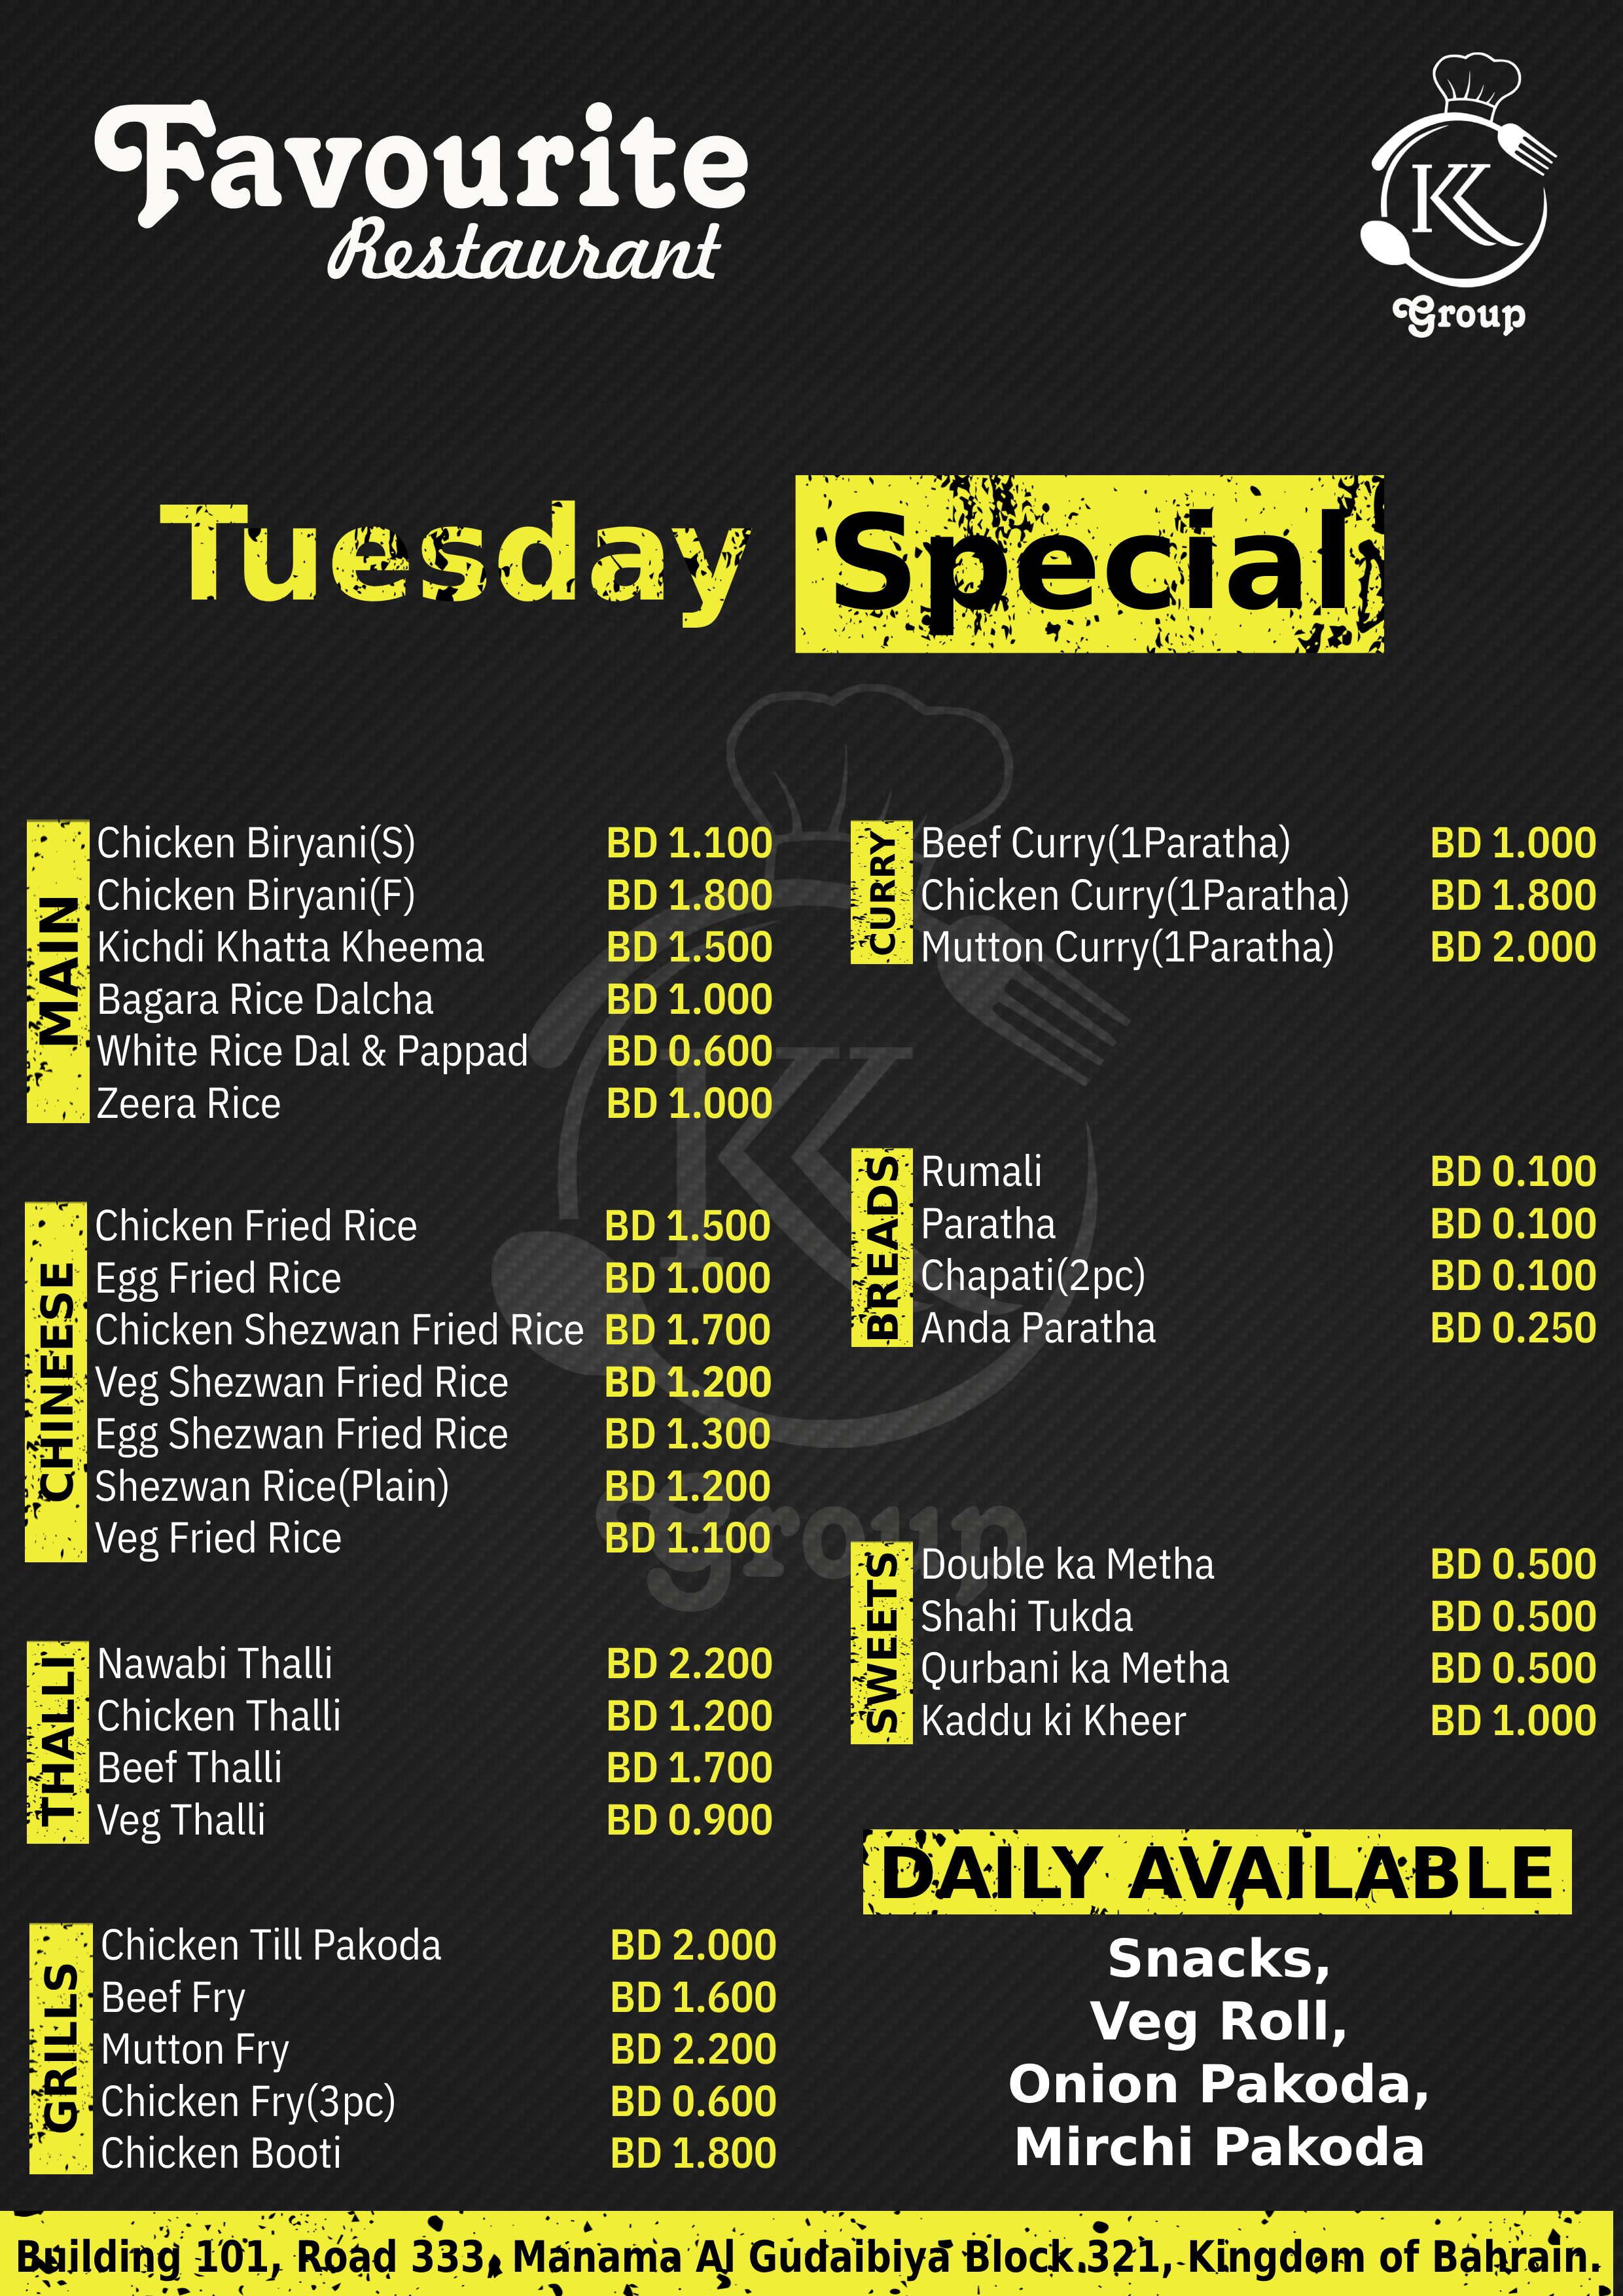 Favourite
Restaurant
KK
Group
Tuesday Special
MAIN
Chicken Biryani(S) BD 1.100
Chicken Biryani(F) BD 1.800
Kichdi Khatta Kheema BD 1.500
Bagara Rice Dalcha BD 1.000
White Rice Dal & Pappad BD 0.600
Zeera Rice BD 1.000
CHINEESE
Chicken Fried Rice BD 1.500
Egg Fried Rice BD 1.000
Chicken Shezwan Fried Rice BD 1.700
Veg Shezwan Fried Rice BD 1.200
Egg Shezwan Fried Rice BD 1.300
Shezwan Rice(Plain) BD 1.200
Veg Fried Rice BD 1.100
THALLI
Nawabi Thalli BD 2.200
Chicken Thalli BD 1.200
Beef Thalli BD 1.700
Veg Thalli BD 0.900
GRILLS
Chicken Till Pakoda BD 2.000
Beef Fry BD 1.600
Mutton Fry BD 2.200
Chicken Fry(3pc) BD 0.600
Chicken Booti BD 1.800
CURRY
Beef Curry(1Paratha) BD 1.000
Chicken Curry(1Paratha) BD 1.800
Mutton Curry(1Paratha) BD 2.000
BREADS
Rumali BD 0.100
Paratha BD 0.100
Chapati(2pc) BD 0.100
Anda Paratha BD 0.250
SWEETS
Double ka Metha BD 0.500
Shahi Tukda BD 0.500
Qurbani ka Metha BD 0.500
Kaddu ki Kheer BD 1.000
KK
Group
DAILY AVAILABLE
Snacks,
Veg Roll,
Onion Pakoda,
Mirchi Pakoda
Building 101, Road 333, Manama Al Gudaibiya Block.321, Kingdom of Bahrain.